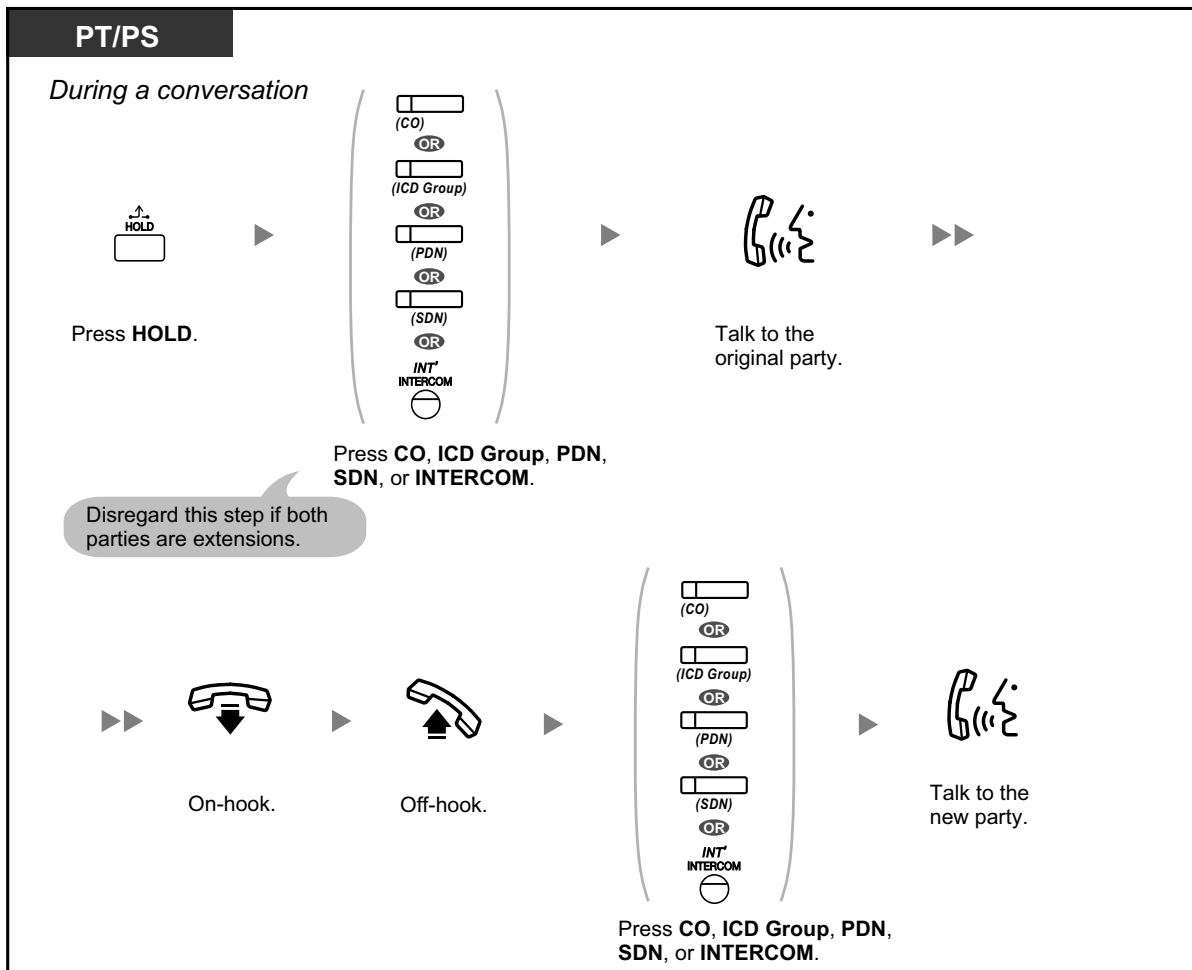 PT/PS
During a conversation
(CO)
OR
(ICD Group)
OR
(PDN)
OR
(SDN)
OR
INT'
INTERCOM
HOLD
Press HOLD.
Press CO, ICD Group, PDN,
SDN, or INTERCOM.
Talk to the
original party.
Disregard this step if both
parties are extensions.
On-hook.
Off-hook.
(CO)
OR
(ICD Group)
OR
(PDN)
OR
(SDN)
OR
INT'
INTERCOM
Press CO, ICD Group, PDN,
SDN, or INTERCOM.
Talk to the
new party.